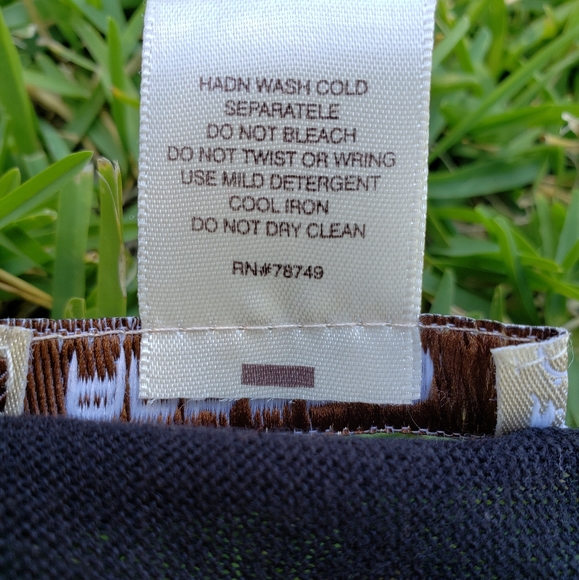 HADN WASH COLD
SEPARATELE
DO NOT BLEACH
DO NOT TWIST OR WRING
USE MILD DETERGENT
COOL IRON
DO NOT DRY CLEAN
RN#78749